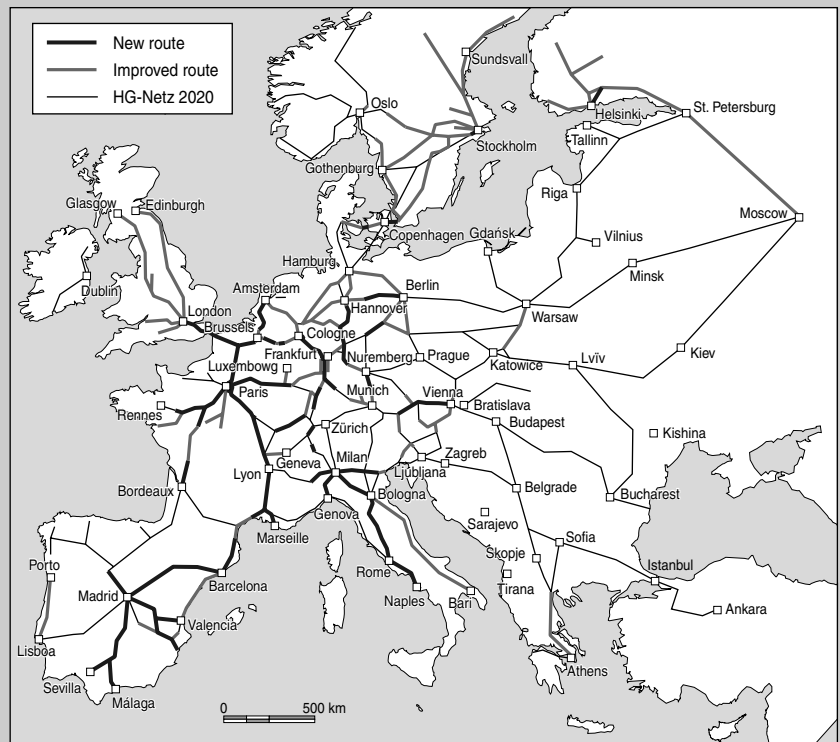 New route
Improved route
HG-Netz 2020
Sundsvall
Oslo
Helsinki
St. Petersburg
Stockholm
Tallinn
Gothenburg
Riga
Glasgow
Edinburgh
Moscow
Copenhagen
Gdańsk
Vilnius
Hamburg
Minsk
Dublin
Amsterdam
Berlin
London
Hannover
Warsaw
Brussels
Cologne
Frankfurt
Nuremberg
Prague
Katowice
Lvïv
Kiev
Luxembowg
Paris
Munich
Vienna
Bratislava
Rennes
Budapest
Zürich
Kishina
Geneva
Milan
Zagreb
Lyon
Ljubljana
Bordeaux
Bologna
Belgrade
Bucharest
Genova
Sarajevo
Marseille
Sofia
Porto
Skopje
Istanbul
Rome
Tirana
Madrid
Barcelona
Naples
Bari
Ankara
Valencia
Lisboa
Athens
Sevilla
Málaga
0 500 km